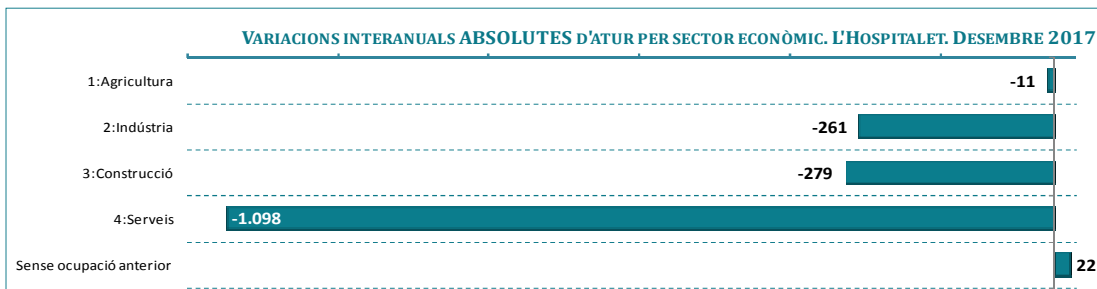 VARIACIONS INTERANUALS ABSOLUTES D'ATUR PER SECTOR ECONÒMIC. L'HOSPITALET. DESEMBRE 2017
1:Agricultura -11
2:Indústria -261
3:Construcció -279
4:Serveis -1.098
Sense ocupació anterior 22